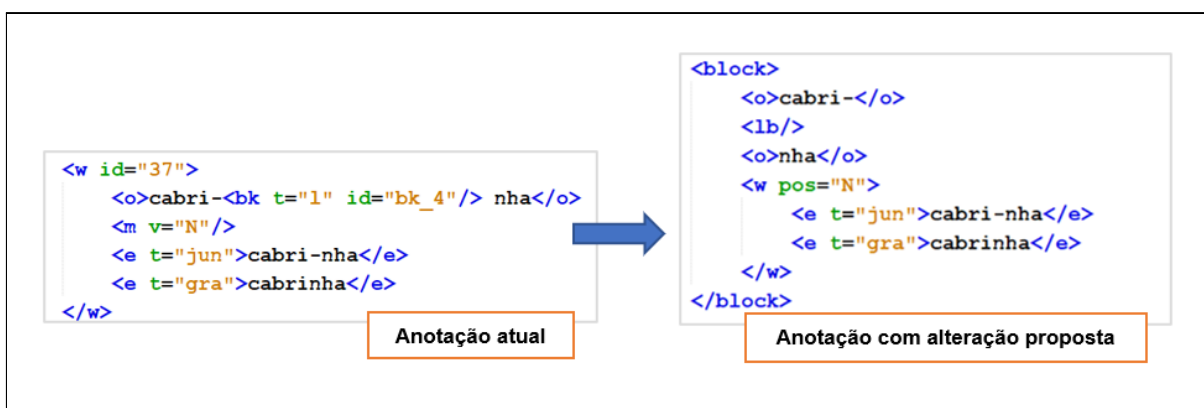 <w id="37">
<o>cabri-<bk t="l" id="bk_4"/> nha</o>
<m v="N"/>
<e t="jun">cabri-nha</e>
<e t="gra">cabrinha</e>
</w>
Anotação atual
<block>
<o>cabri-</o>
<lb/>
<o>nha</o>
<w pos="N">
<e t="jun">cabri-nha</e>
<e t="gra">cabrinha</e>
</w>
</block>
Anotação com alteração proposta